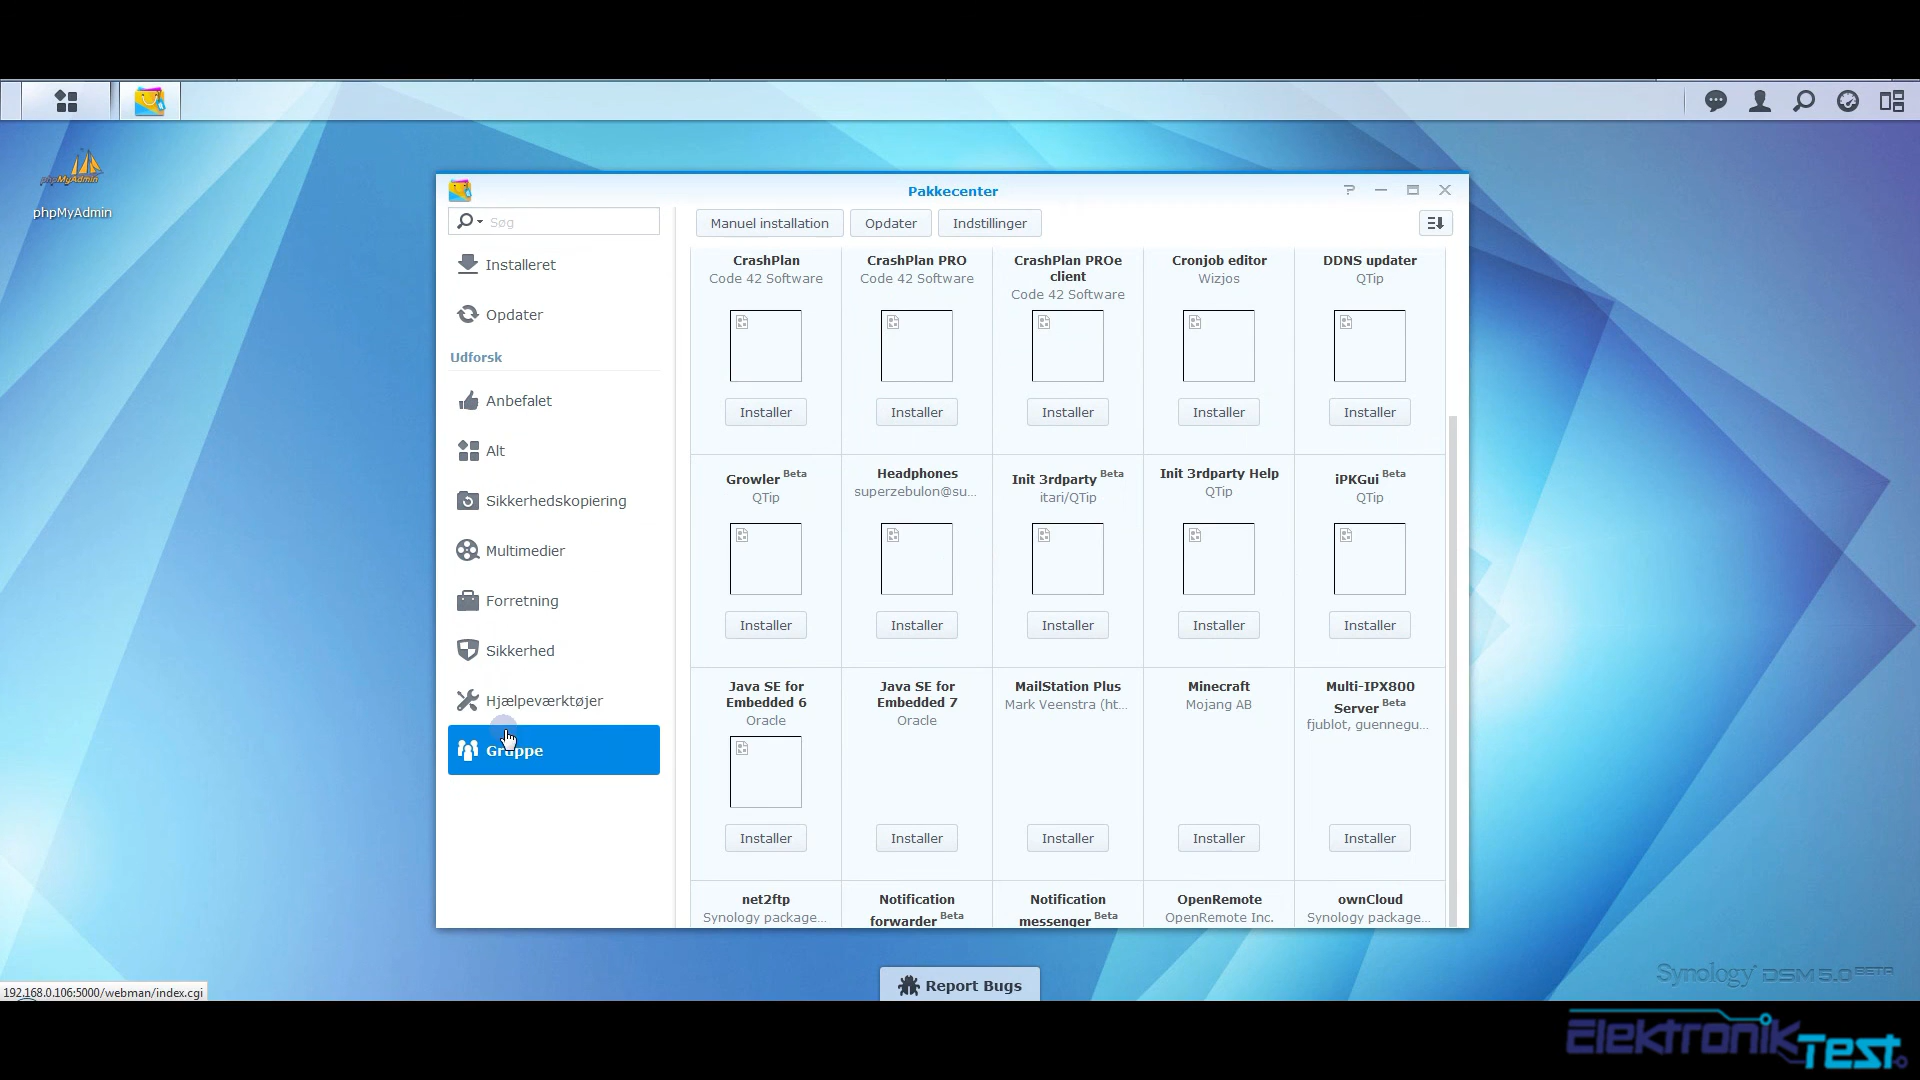 phpMyAdmin
phpMyAdmin
Pakkecenter
Søg
Manuel installation
Opdater
Indstillinger
Installeret
Opdater
Udforsk
Anbefalet
Alt
Sikkerhedskopiering
Multimedier
Forretning
Sikkerhed
Hjælpeværktøjer
Gruppe
CrashPlan
Code 42 Software
Installer
CrashPlan PRO
Code 42 Software
Installer
CrashPlan PROe
client
Code 42 Software
Installer
Cronjob editor
Wizjos
Installer
DDNS updater
QTip
Installer
Growler Beta
QTip
Installer
Headphones
superzebulon@su...
Installer
Init 3rdparty Beta
itari/QTip
Installer
Init 3rdparty Help
QTip
Installer
iPKGui Beta
QTip
Installer
Java SE for
Embedded 6
Oracle
Installer
Java SE for
Embedded 7
Oracle
Installer
MailStation Plus
Mark Veenstra (ht...
Installer
Minecraft
Mojang AB
Installer
Multi-IPX800
Server Beta
fjublot, guennegu...
Installer
net2ftp
Synology package...
Notification
forwarder Beta
Notification
messenger Beta
OpenRemote
OpenRemote Inc.
ownCloud
Synology package...
Report Bugs
192.168.0.106:5000/webman/index.cgi
Synology DSM 5.0 BETA
ElektronikTest